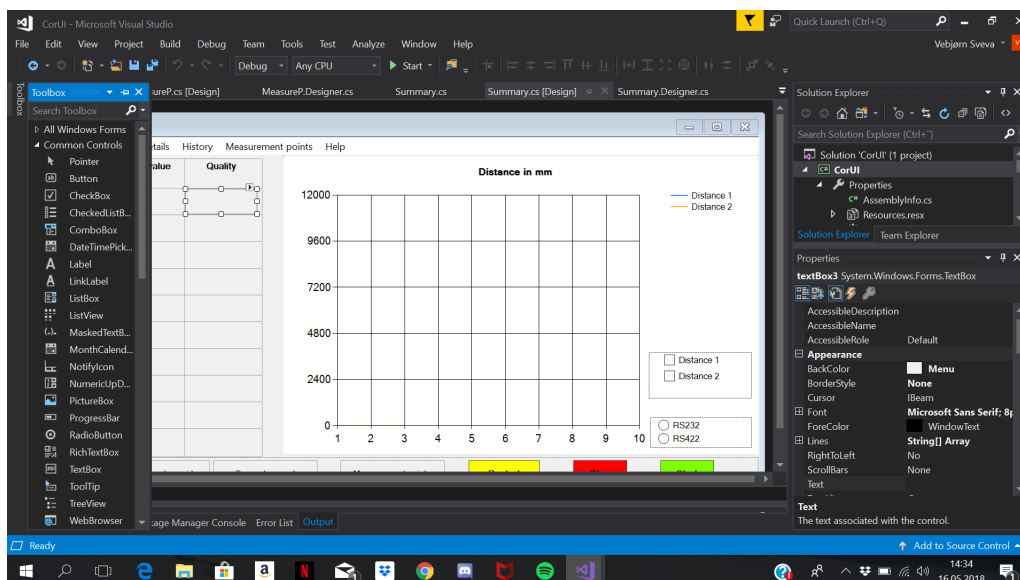 CorUI - Microsoft Visual Studio
Quick Launch (Ctrl+Q)
File Edit View Project Build Debug Team Tools Test Analyze Window Help
Vebjørn Sveva
Debug Any CPU Start
Toolbox
Toolbox
ureP.cs [Design] MeasureP.Designer.cs Summary.cs Summary.cs [Design] Summary.Designer.cs
Search Toolbox
All Windows Forms
Common Controls
Pointer
Button
CheckBox
CheckedListB...
ComboBox
DateTimePick...
Label
LinkLabel
ListBox
ListView
MaskedTextB...
MonthCalend...
NotifyIcon
NumericUpD...
PictureBox
ProgressBar
RadioButton
RichTextBox
TextBox
ToolTip
TreeView
WebBrowser
tails History Measurement points Help
alue Quality
Distance in mm
12000
9600
7200
4800
2400
0
1 2 3 4 5 6 7 8 9 10
Distance 1
Distance 2
Distance 1
Distance 2
RS232
RS422
kage Manager Console Error List Output
Solution Explorer
Search Solution Explorer (Ctrl+¨)
Solution 'CorUI' (1 project)
CorUI
Properties
AssemblyInfo.cs
Resources.resx
Solution Explorer Team Explorer
Properties
textBox3 System.Windows.Forms.TextBox
AccessibleDescription
AccessibleName
AccessibleRole Default
Appearance
BackColor Menu
BorderStyle None
Cursor IBeam
Font Microsoft Sans Serif; 8
ForeColor WindowText
Lines String[] Array
RightToLeft No
ScrollBars None
Text
Text
The text associated with the control.
Ready
Add to Source Control
14:34
16.05.2018